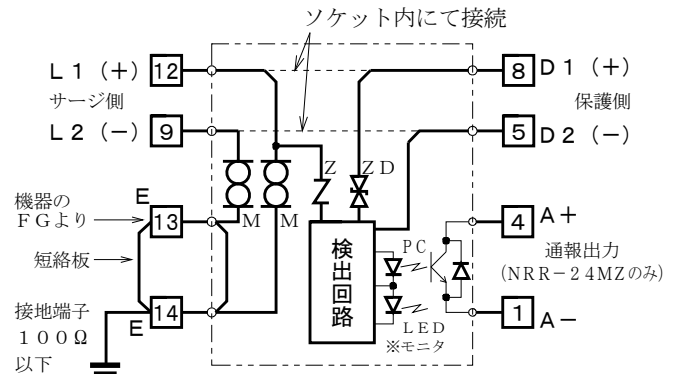 ソケット内にて接続
L1 (+) 12
8 D1 (+)
サージ側
保護側
L2 (−) 9
5 D2 (−)
Z
ZD
機器の
FGより
E
13
M
M
4 A+
検出回路
PC
通報出力
(NRR−24MZのみ)
短絡板
接地端子
100Ω
以下
14
E
LED
※モニタ
1 A−